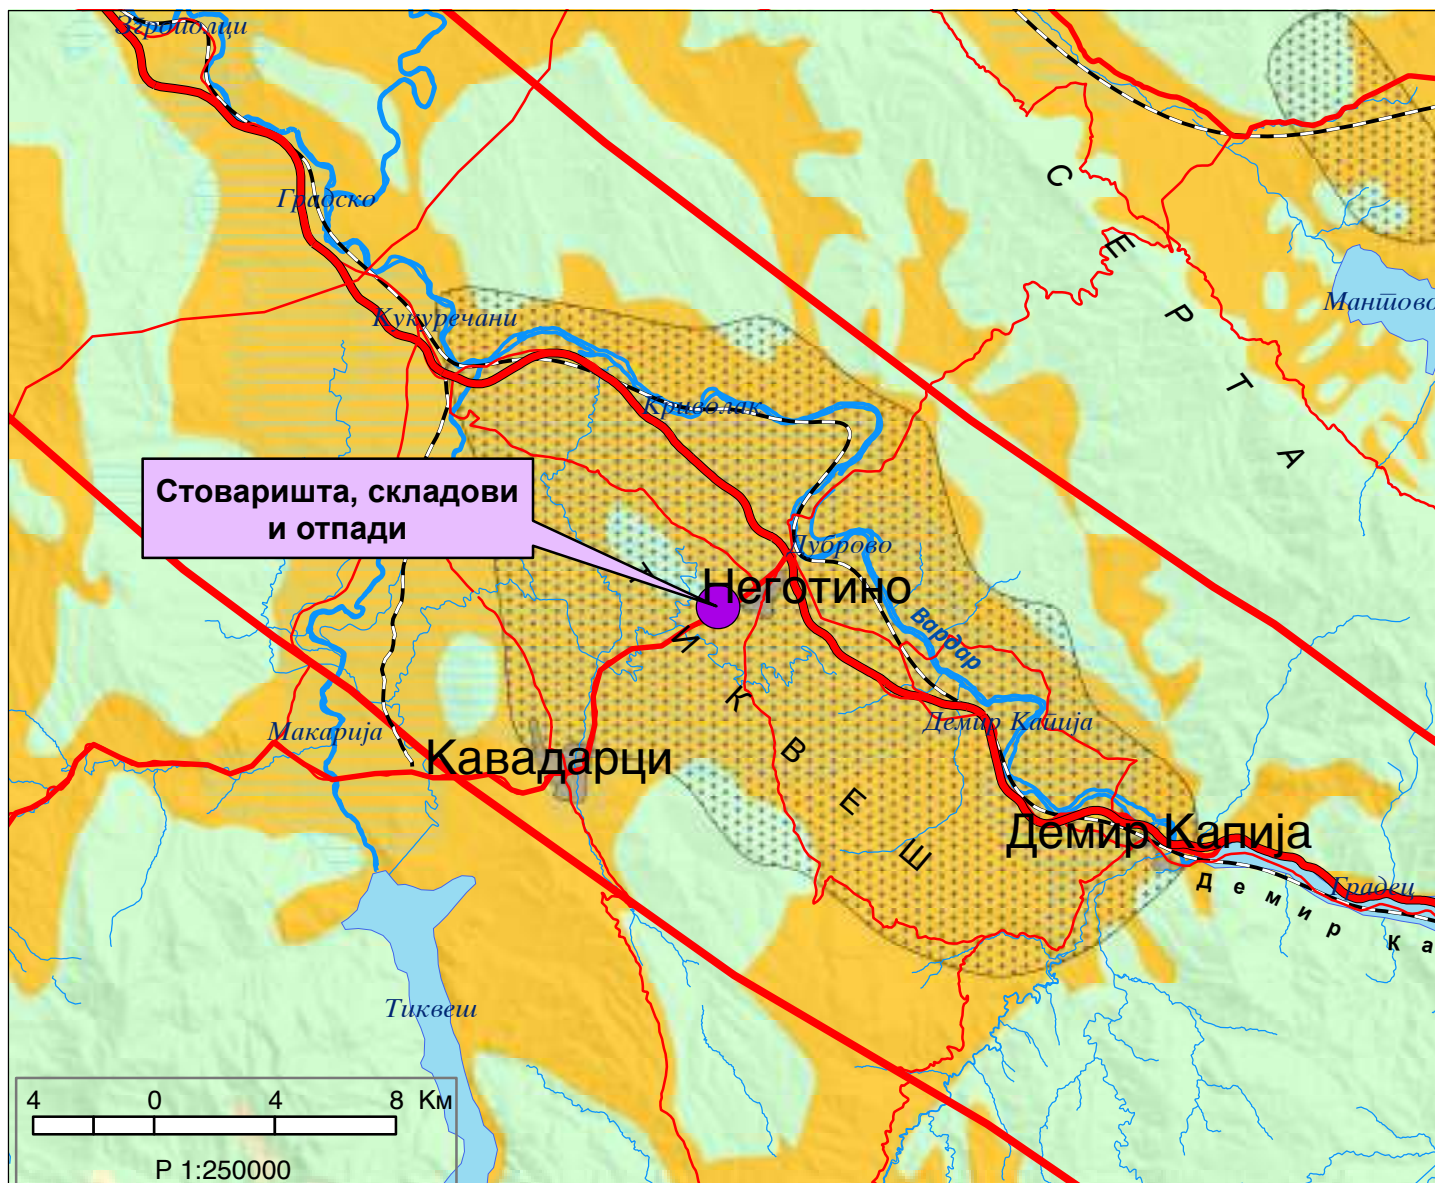 Згрополци
Градско
С
Е
Р
Т
А
Мантово
Кукуречани
Криволак
Стоваришта, складови
и отпади
Дуброво
Неготино
Вардар
Т
И
К
В
Е
Ш
Макарија
Демир Капија
Кавадарци
Демир Капија
Градец
Д е м и р К а
Тиквеш
4 0 4 8 Км
Р 1:250000